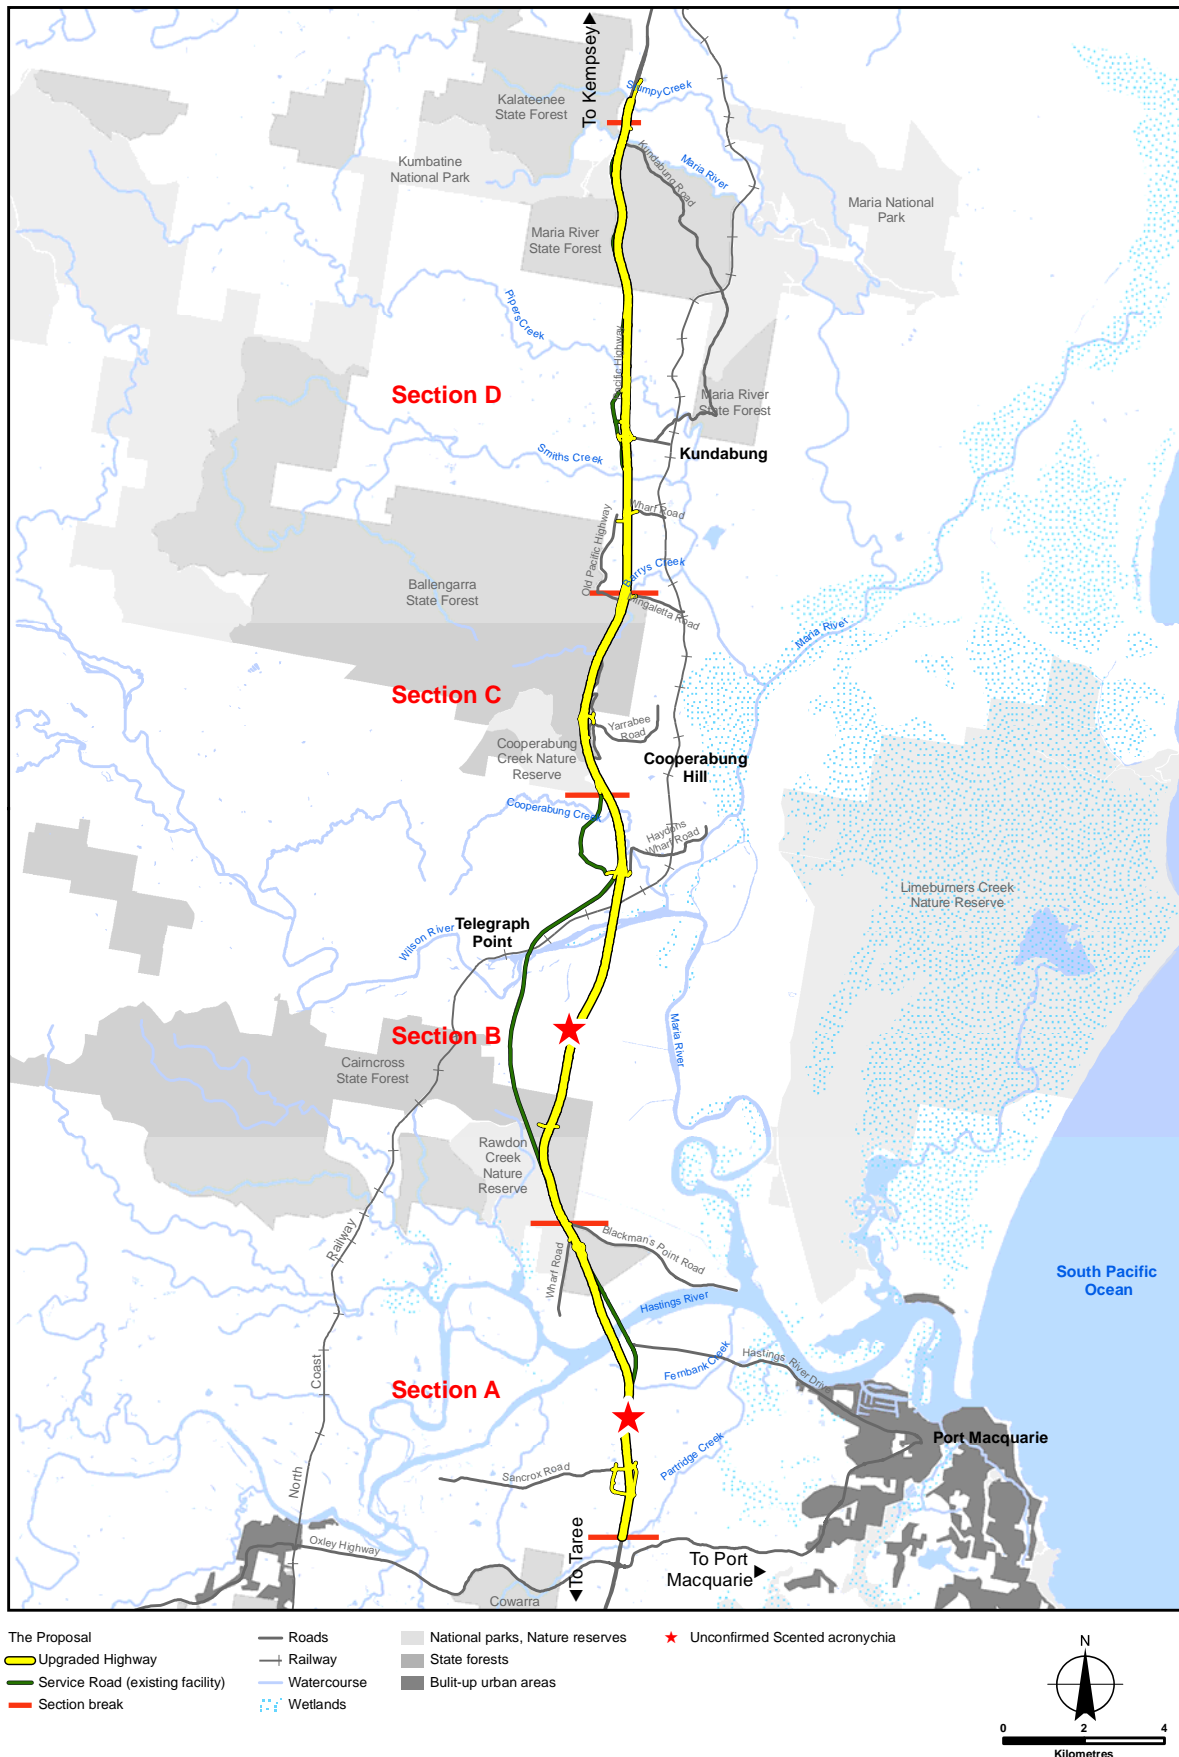 To Kempsey
Stumpy Creek
Kalateenee
State Forest
Kundabung Road
Maria River
Kumbatine
National Park
Maria National
Park
Maria River
State Forest
Pipers Creek
Pacific Highway
Section D
Maria River
State Forest
Smiths Creek
Kundabung
Wharf Road
Old Pacific Highway
Barrys Creek
Ballengarra
State Forest
Mingaletta Road
Maria River
Section C
Yarrabee
Road
Cooperabung
Creek Nature
Reserve
Cooperabung
Hill
Cooperabung Creek
Haydons
Wharf Road
Limeburners Creek
Nature Reserve
Telegraph
Point
Wilson River
Section B
Maria River
Cairncross
State Forest
Rawdon
Creek
Nature
Reserve
Blackman's Point Road
Wharf Road
Railway
South Pacific
Ocean
Hastings River
Hastings River Drive
Fernbank Creek
Coast
Section A
Port Macquarie
Partridge Creek
Sancrox Road
North
Oxley Highway
To Taree
To Port
Macquarie
Cowarra
The Proposal
Upgraded Highway
Service Road (existing facility)
Section break
Roads
Railway
Watercourse
Wetlands
National parks, Nature reserves
State forests
Bulit-up urban areas
Unconfirmed Scented acronychia
N
0 2 4
Kilometres